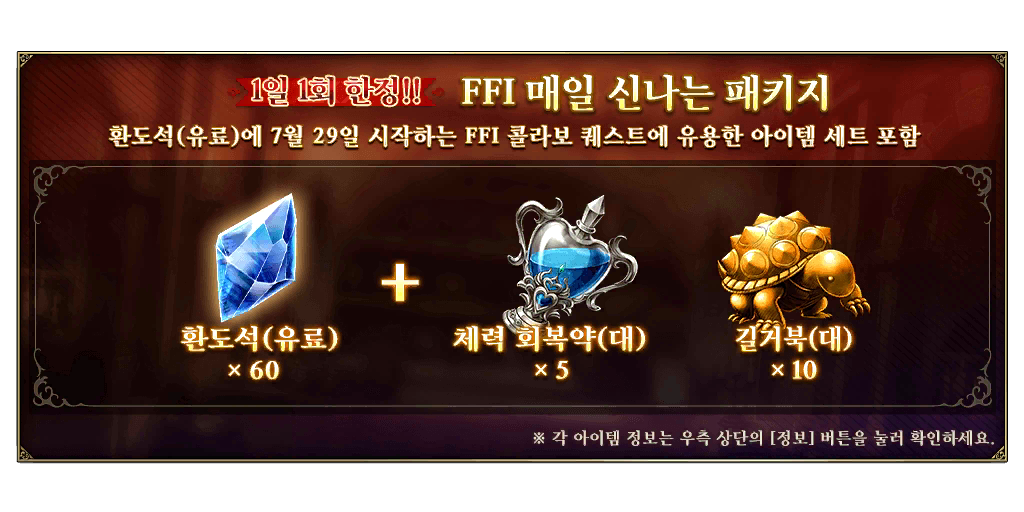 1일 1회 한정!! FFI 매일 신나는 패키지
환도석(유료)에 7월 29일 시작하는 FFI 콜라보 퀘스트에 유용한 아이템 세트 포함
+
환도석(유료) 체력 회복약(대) 길거북(대)
× 60 × 5 × 10
※ 각 아이템 정보는 우측 상단의 [정보] 버튼을 눌러 확인하세요.